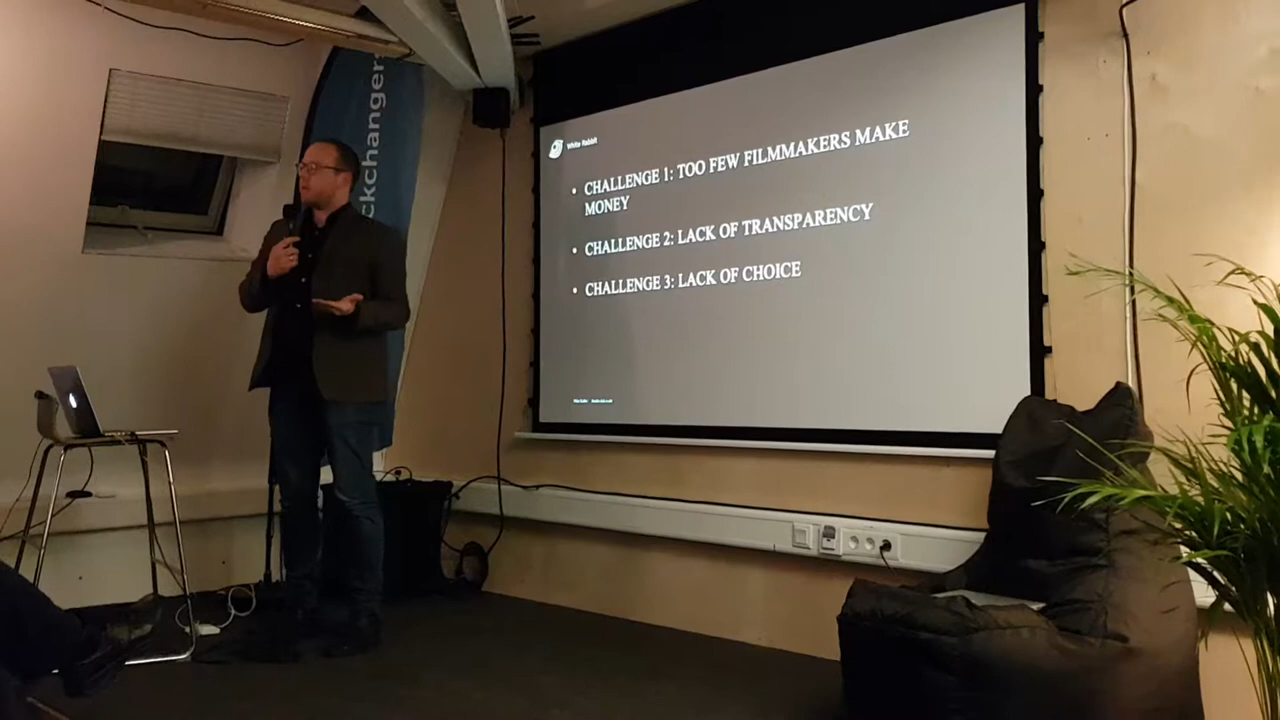 ckchangers
White Rabbit
• CHALLENGE 1: TOO FEW FILMMAKERS MAKE
MONEY
• CHALLENGE 2: LACK OF TRANSPARENCY
• CHALLENGE 3: LACK OF CHOICE